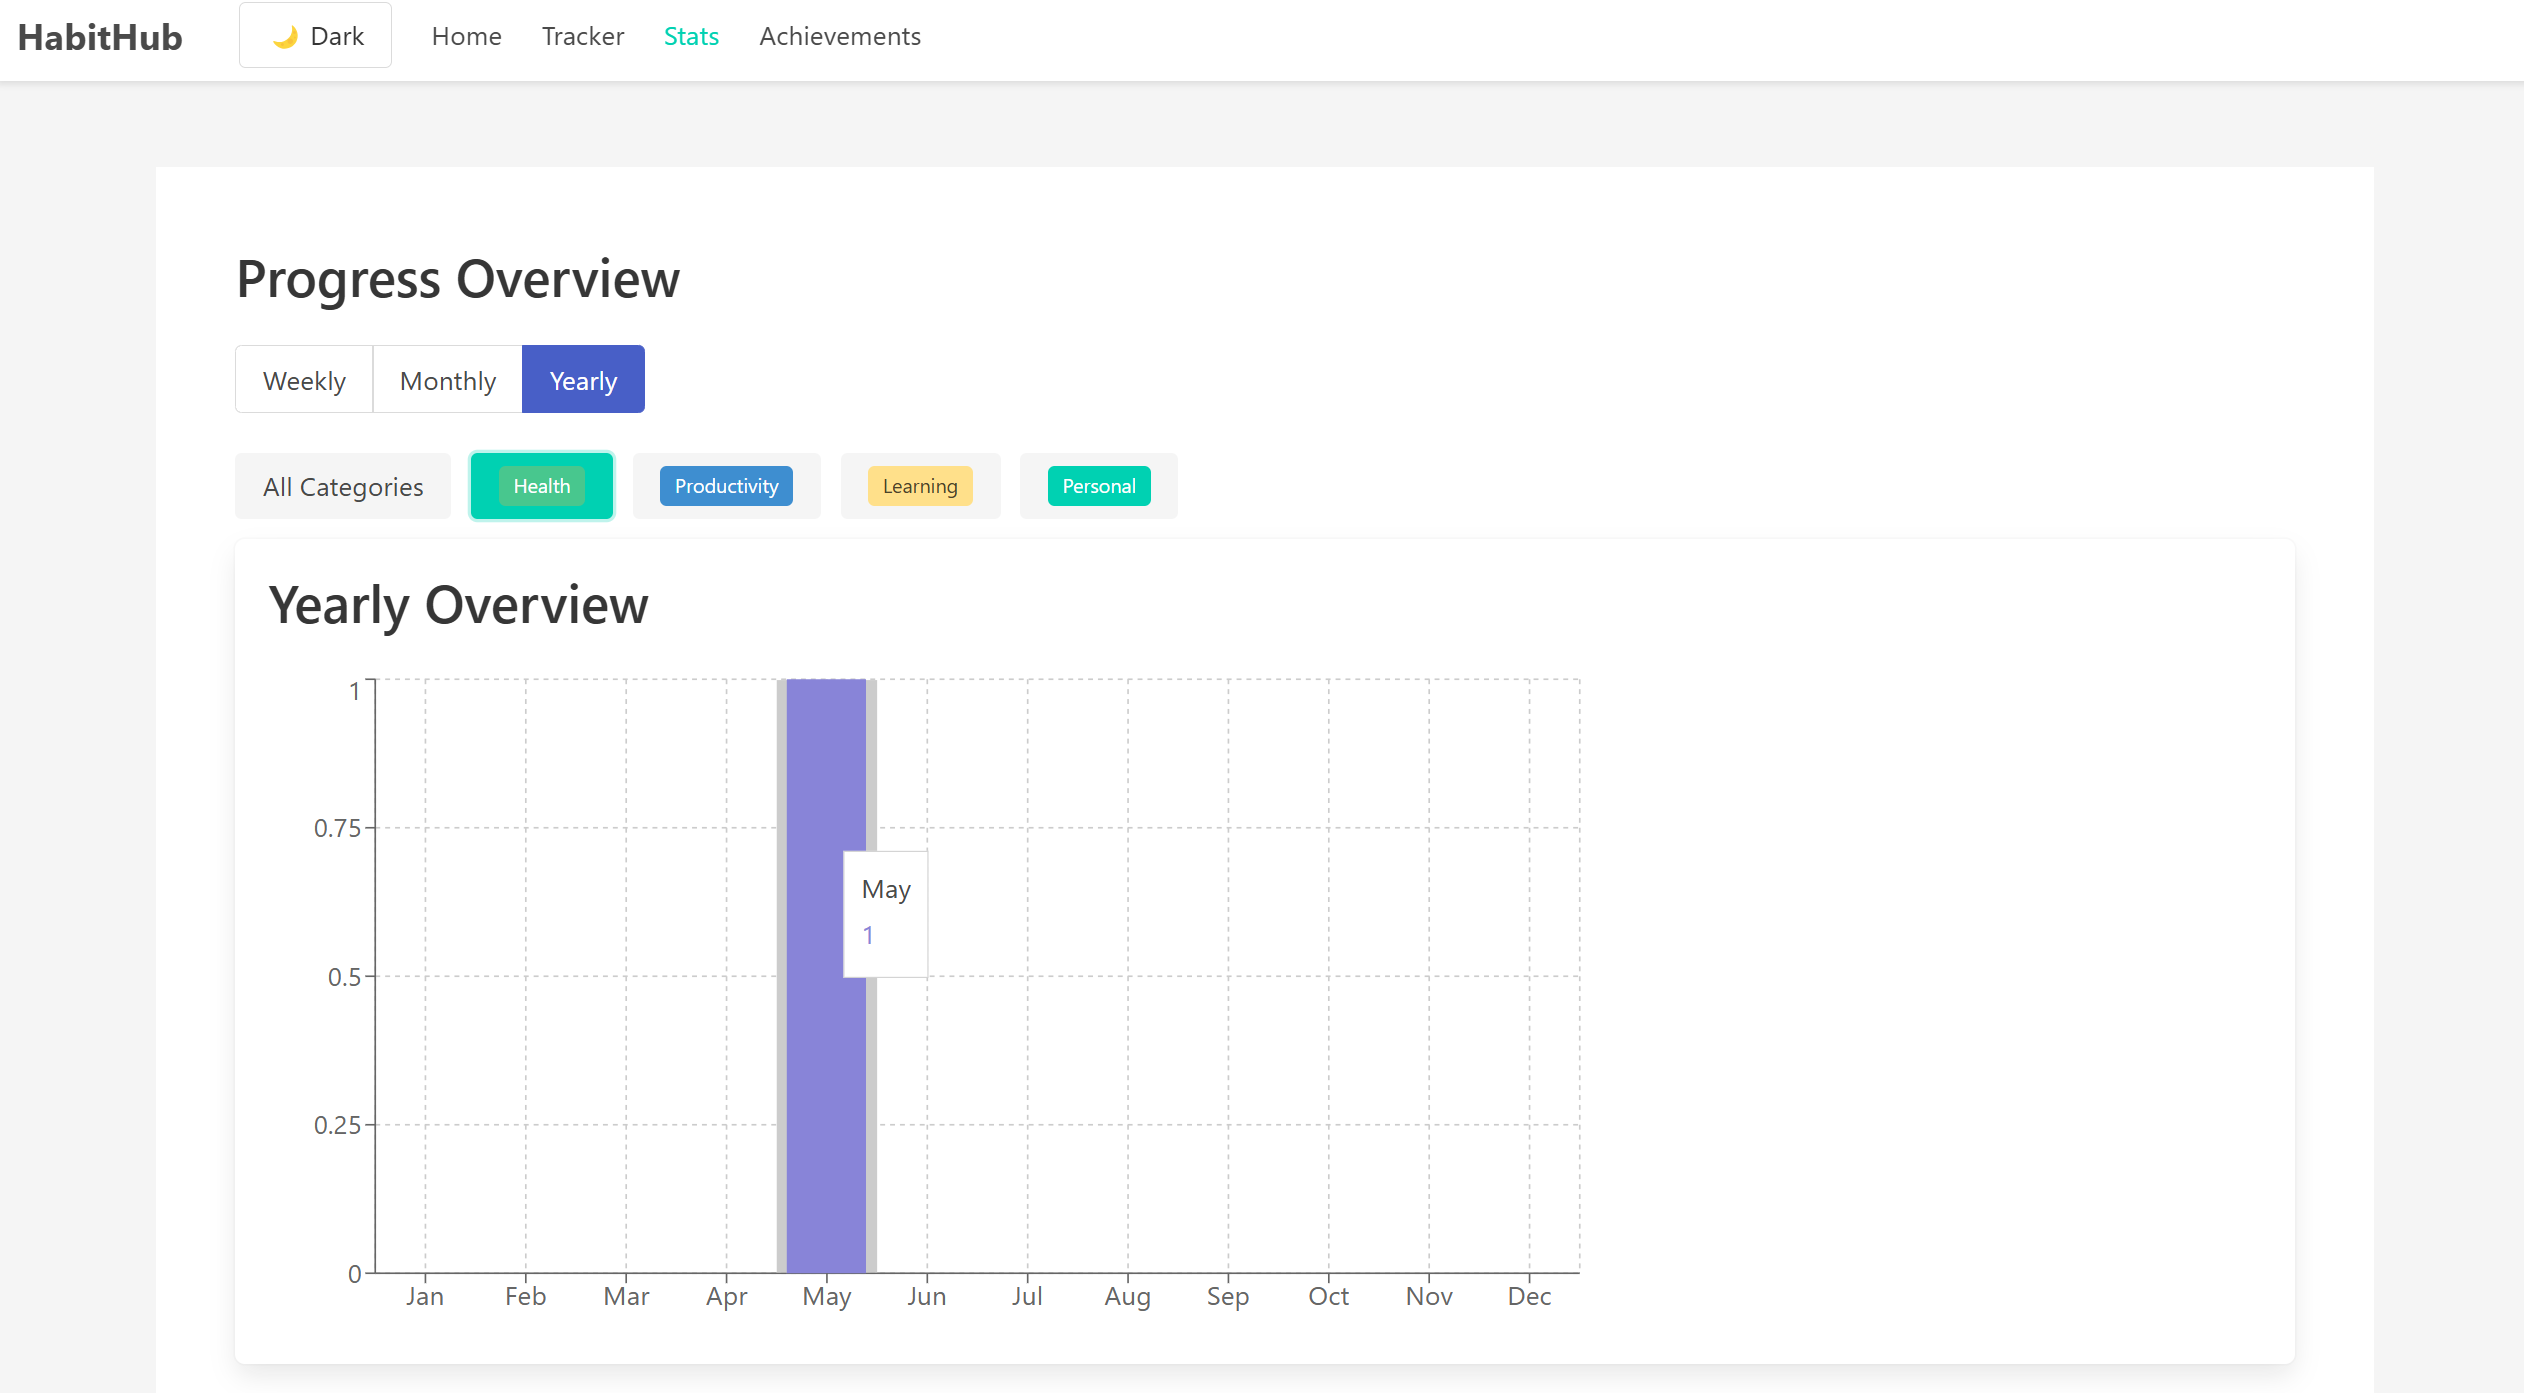 HabitHub
🌙 Dark
Home
Tracker
Stats
Achievements
Progress Overview
Weekly
Monthly
Yearly
All Categories
Health
Productivity
Learning
Personal
Yearly Overview
1
0.75
0.5
0.25
0
May
1
Jan
Feb
Mar
Apr
May
Jun
Jul
Aug
Sep
Oct
Nov
Dec